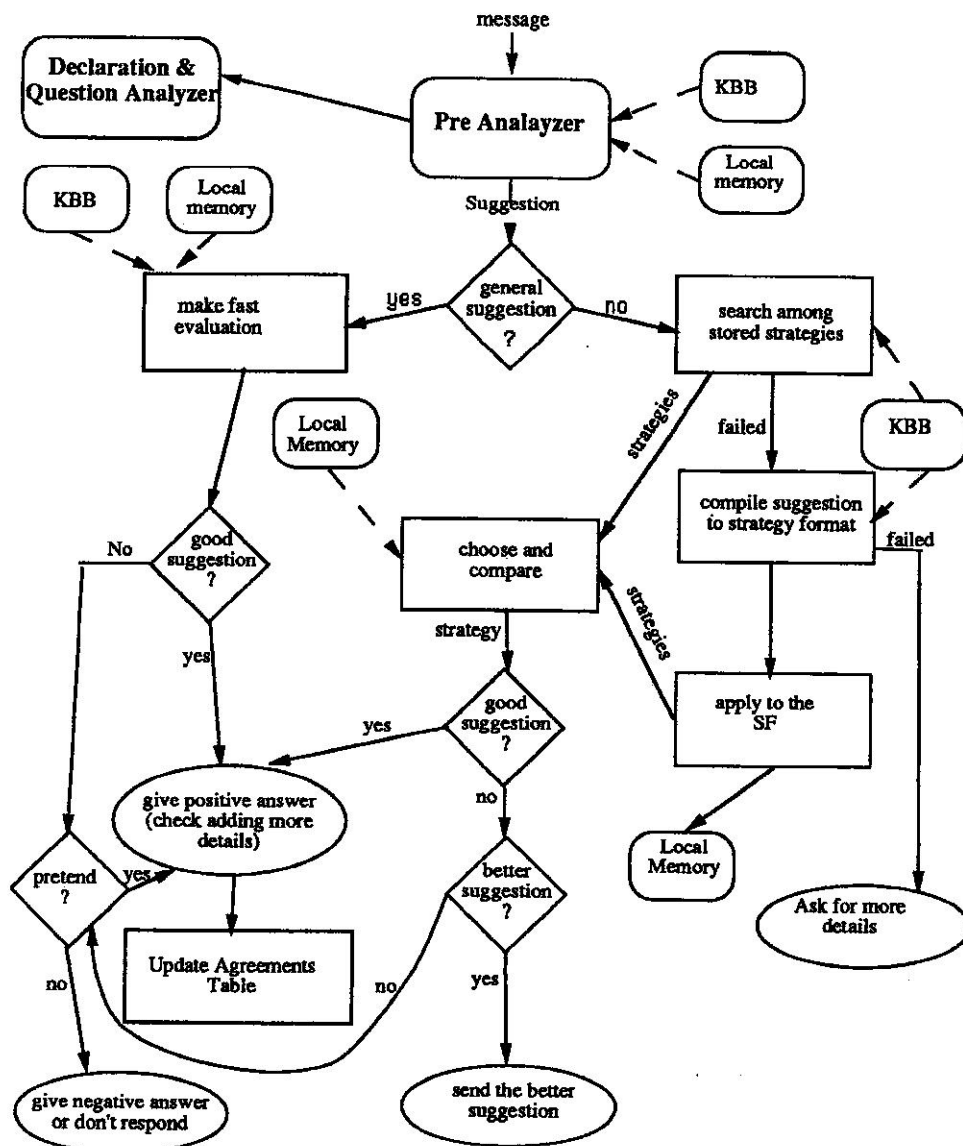 message
Declaration &
Question Analyzer
Pre Analayzer
KBB
Local
memory
KBB
Local
memory
Suggestion
make fast
evaluation
yes
general
suggestion
?
no
search among
stored strategies
Local
Memory
strategies
failed
KBB
compile suggestion
to strategy format
No
good
suggestion
?
choose and
compare
failed
strategy
strategies
yes
good
suggestion
?
yes
apply to the
SF
no
give positive answer
(check adding more
details)
Local
Memory
pretend
?
yes
better
suggestion
?
Ask for more
details
Update Agreements
Table
no
no
yes
give negative answer
or don't respond
send the better
suggestion